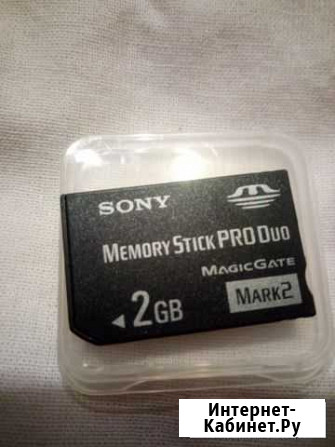 SONY
MEMORY STICK PRO DUO
MAGICGATE
◄ 2GB
MARK2
Интернет-
Кабинет.Ру